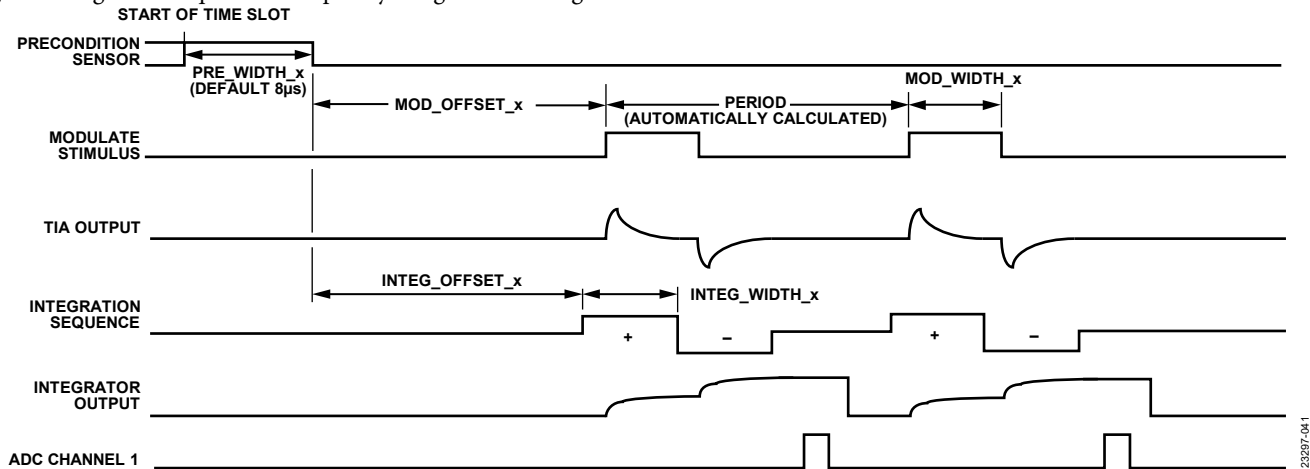 START OF TIME SLOT
PRECONDITION
SENSOR
PRE_WIDTH_x
(DEFAULT 8µs)
MOD_OFFSET_x
PERIOD
(AUTOMATICALLY CALCULATED)
MOD_WIDTH_x
MODULATE
STIMULUS
TIA OUTPUT
INTEG_OFFSET_x
INTEG_WIDTH_x
INTEGRATION
SEQUENCE
+ – + –
INTEGRATOR
OUTPUT
ADC CHANNEL 1
23297-041